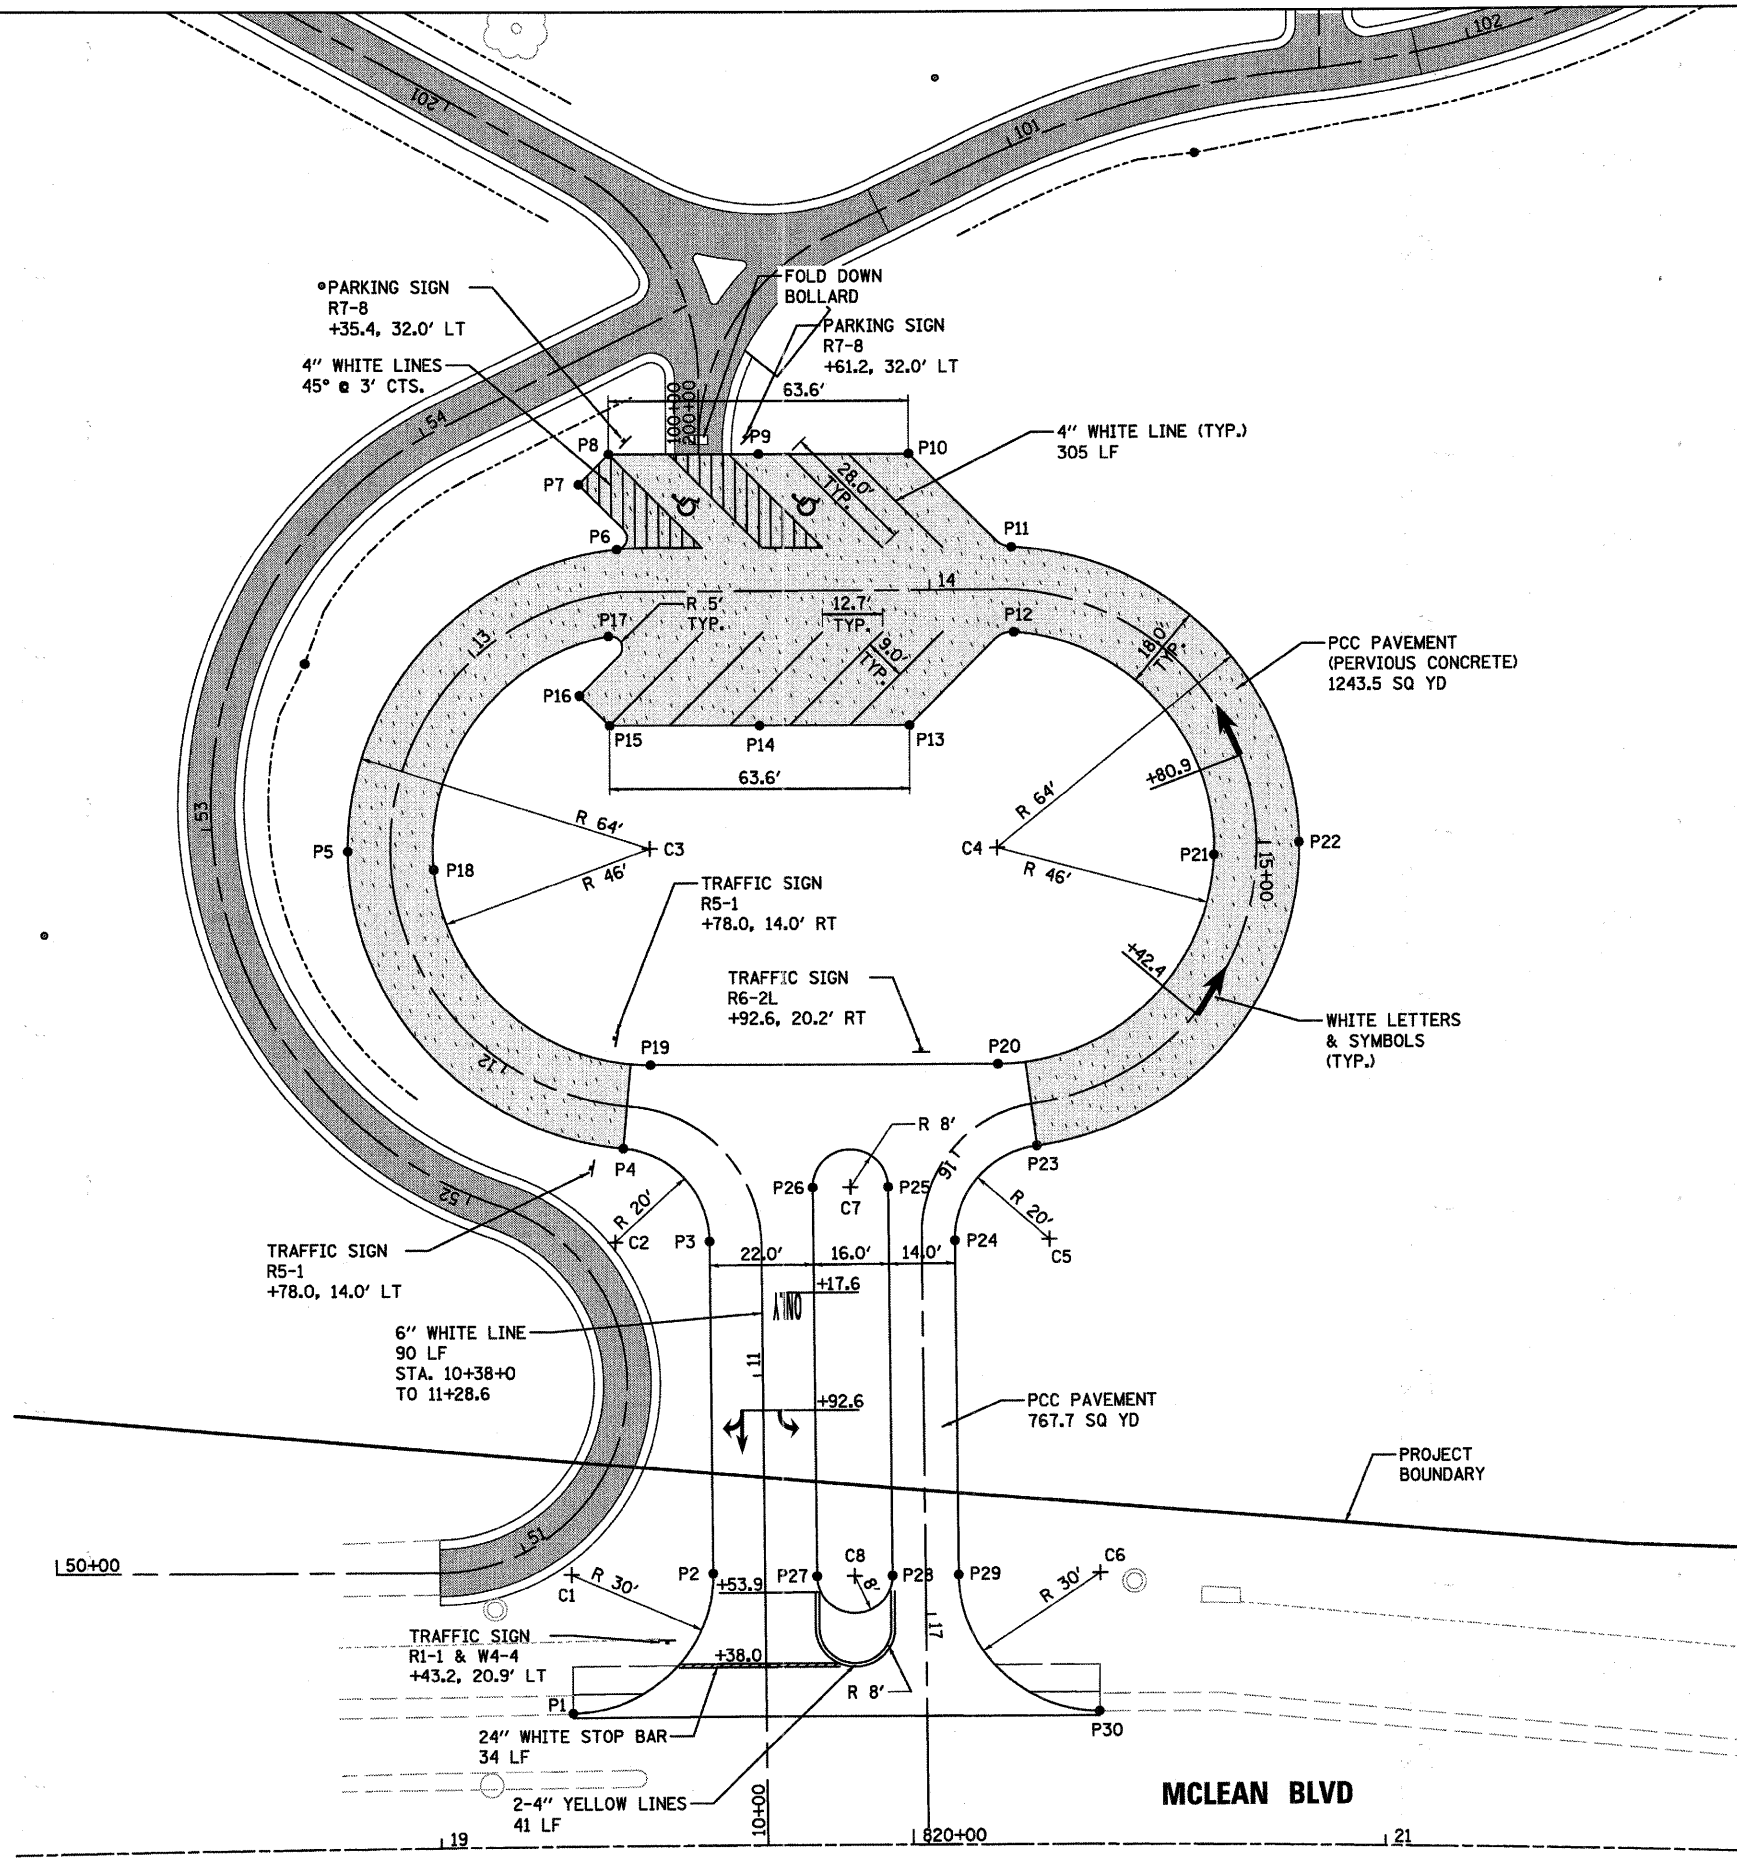 102
201
101
PARKING SIGN
R7-8
+35.4, 32.0' LT
FOLD DOWN
BOLLARD
PARKING SIGN
R7-8
+61.2, 32.0' LT
4" WHITE LINES
45° @ 3' CTS.
63.6'
54
100+00
200+00
P8
P9
P10
4" WHITE LINE (TYP.)
305 LF
28.0'
TYP.
P7
P6
P11
14
R 5'
TYP.
12.7'
TYP.
P17
P12
13
9.0'
TYP.
18.0'
TYP.
PCC PAVEMENT
(PERVIOUS CONCRETE)
1243.5 SQ YD
P16
P15
P14
P13
63.6'
+80.9
53
R 64'
R 64'
P5
C3
C4
P21
P22
P18
R 46'
R 46'
15+00
TRAFFIC SIGN
R5-1
+78.0, 14.0' RT
+42.4
TRAFFIC SIGN
R6-2L
+92.6, 20.2' RT
WHITE LETTERS
& SYMBOLS
(TYP.)
P19
P20
12
R 8'
P4
P23
16
P26
C7
P25
52
R 20'
R 20'
C2
P3
P24
C5
TRAFFIC SIGN
R5-1
+78.0, 14.0' LT
22.0'
16.0'
14.0'
+17.6
ONLY
6" WHITE LINE
90 LF
STA. 10+38+0
TO 11+28.6
11
+92.6
PCC PAVEMENT
767.7 SQ YD
PROJECT
BOUNDARY
51
50+00
C1
R 30'
P2
+53.9
P27
C8
8'
P28
P29
C6
R 30'
17
TRAFFIC SIGN
R1-1 & W4-4
+43.2, 20.9' LT
+38.0
R 8'
P1
P30
24" WHITE STOP BAR
34 LF
2-4" YELLOW LINES
41 LF
MCLEAN BLVD
10+00
19
820+00
21